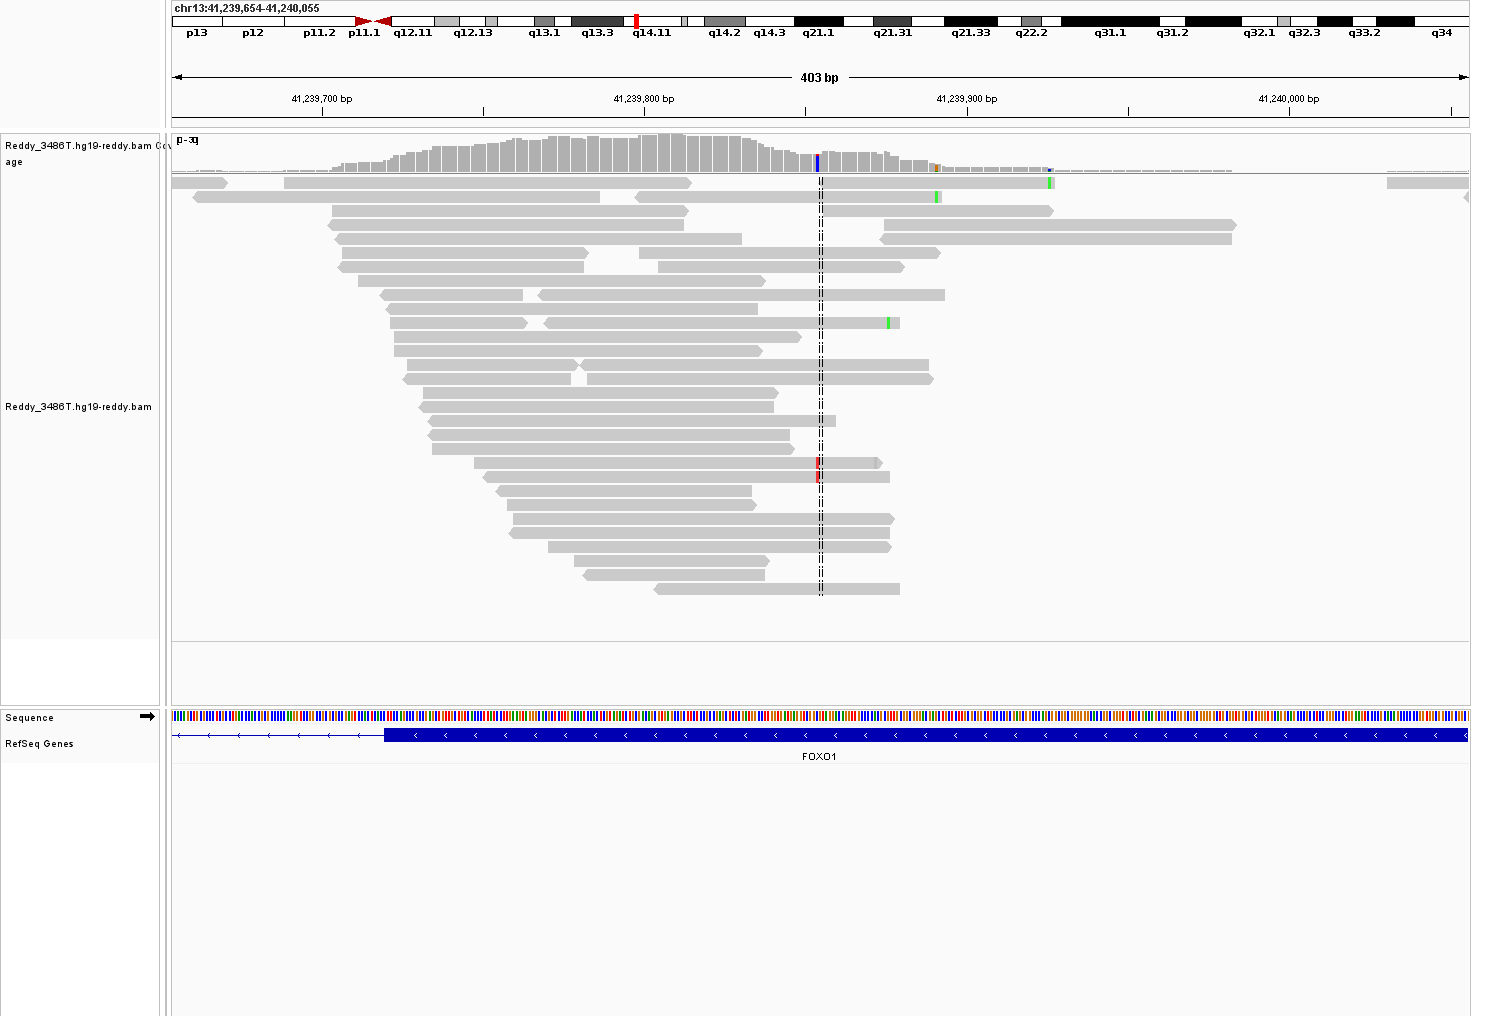 chr13:41,239,654-41,240,055
p13 p12 p11.2 p11.1 q12.11 q12.13 q13.1 q13.3 q14.11 q14.2 q14.3 q21.1 q21.31 q21.33 q22.2 q31.1 q31.2 q32.1 q32.3 q33.2 q34
403 bp
41,239,700 bp 41,239,800 bp 41,239,900 bp 41,240,000 bp
Reddy_3486T.hg19-reddy.bam Cov
age
Reddy_3486T.hg19-reddy.bam
Sequence
RefSeq Genes
FOXO1